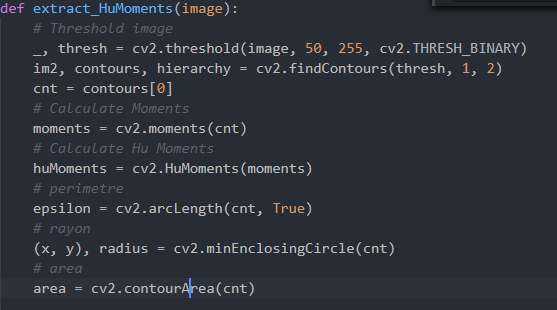 def extract_HuMoments(image):
# Threshold image
_, thresh = cv2.threshold(image, 50, 255, cv2.THRESH_BINARY)
im2, contours, hierarchy = cv2.findContours(thresh, 1, 2)
cnt = contours[0]
# Calculate Moments
moments = cv2.moments(cnt)
# Calculate Hu Moments
huMoments = cv2.HuMoments(moments)
# perimetre
epsilon = cv2.arcLength(cnt, True)
# rayon
(x, y), radius = cv2.minEnclosingCircle(cnt)
# area
area = cv2.contourArea(cnt)